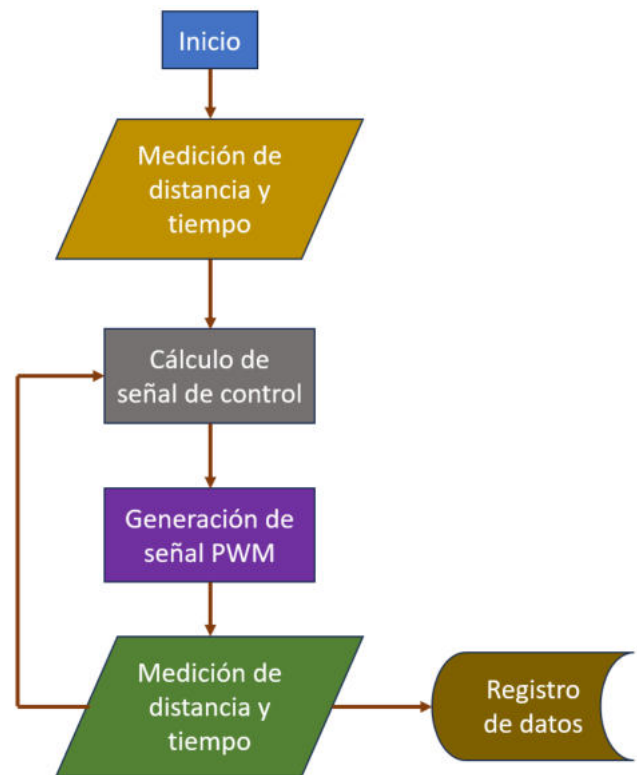 Inicio
Medición de
distancia y
tiempo
Cálculo de
señal de control
Generación de
señal PWM
Medición de
distancia y
tiempo
Registro
de datos